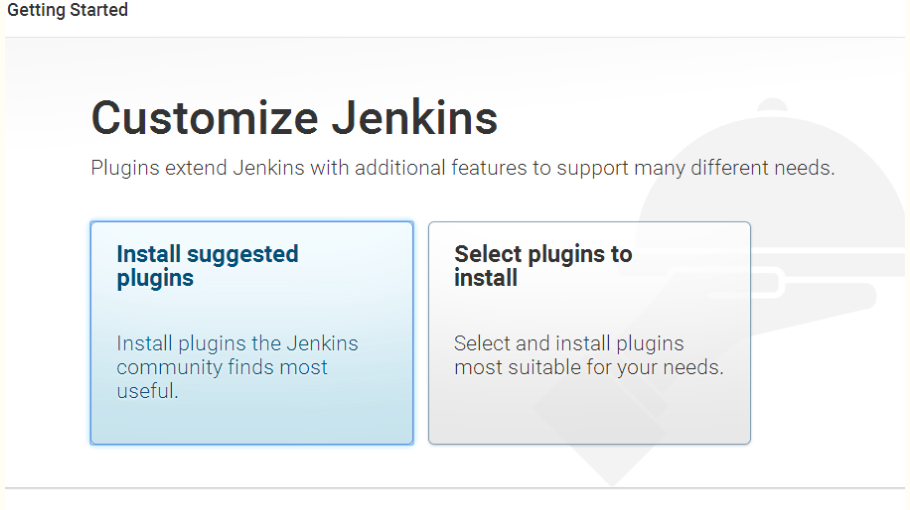 Getting Started
Customize Jenkins
Plugins extend Jenkins with additional features to support many different needs.
Install suggested
plugins
Install plugins the Jenkins
community finds most
useful.
Select plugins to
install
Select and install plugins
most suitable for your needs.